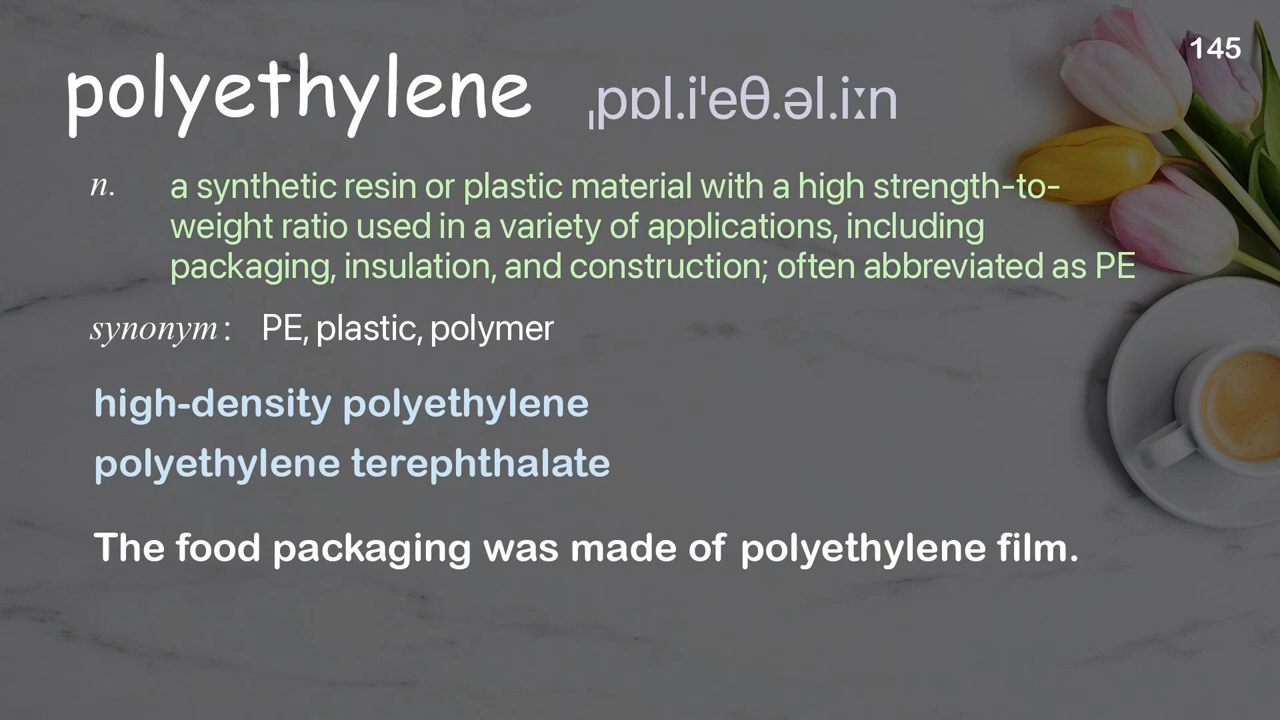 145
polyethylene ˌpɒl.iˈeθ.əl.iːn
n. a synthetic resin or plastic material with a high strength-to-
weight ratio used in a variety of applications, including
packaging, insulation, and construction; often abbreviated as PE
synonym: PE, plastic, polymer
high-density polyethylene
polyethylene terephthalate
The food packaging was made of polyethylene film.